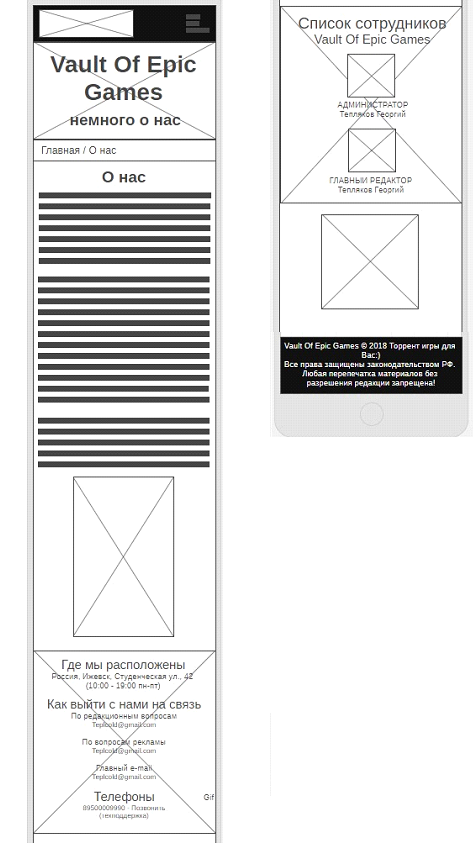 Vault Of Epic
Games
немного о нас
Главная / О нас
О нас
Где мы расположены
Россия, Ижевск, Студенческая ул., 42
(10:00 - 19:00 пн-пт)
Как выйти с нами на связь
По редакционным вопросам
Teplcold@gmail.com
По вопросам рекламы
Teplcold@gmail.com
Главный e-mail
Teplcold@gmail.com
Телефоны
Gif
89500009990 - Позвонить
(техподдержка)
Список сотрудников
Vault Of Epic Games
АДМИНИСТРАТОР
Тепляков Георгий
ГЛАВНЫЙ РЕДАКТОР
Тепляков Георгий
Vault Of Epic Games © 2018 Торрент игры для
Вас:)
Все права защищены законодательством РФ.
Любая перепечатка материалов без
разрешения редакции запрещена!